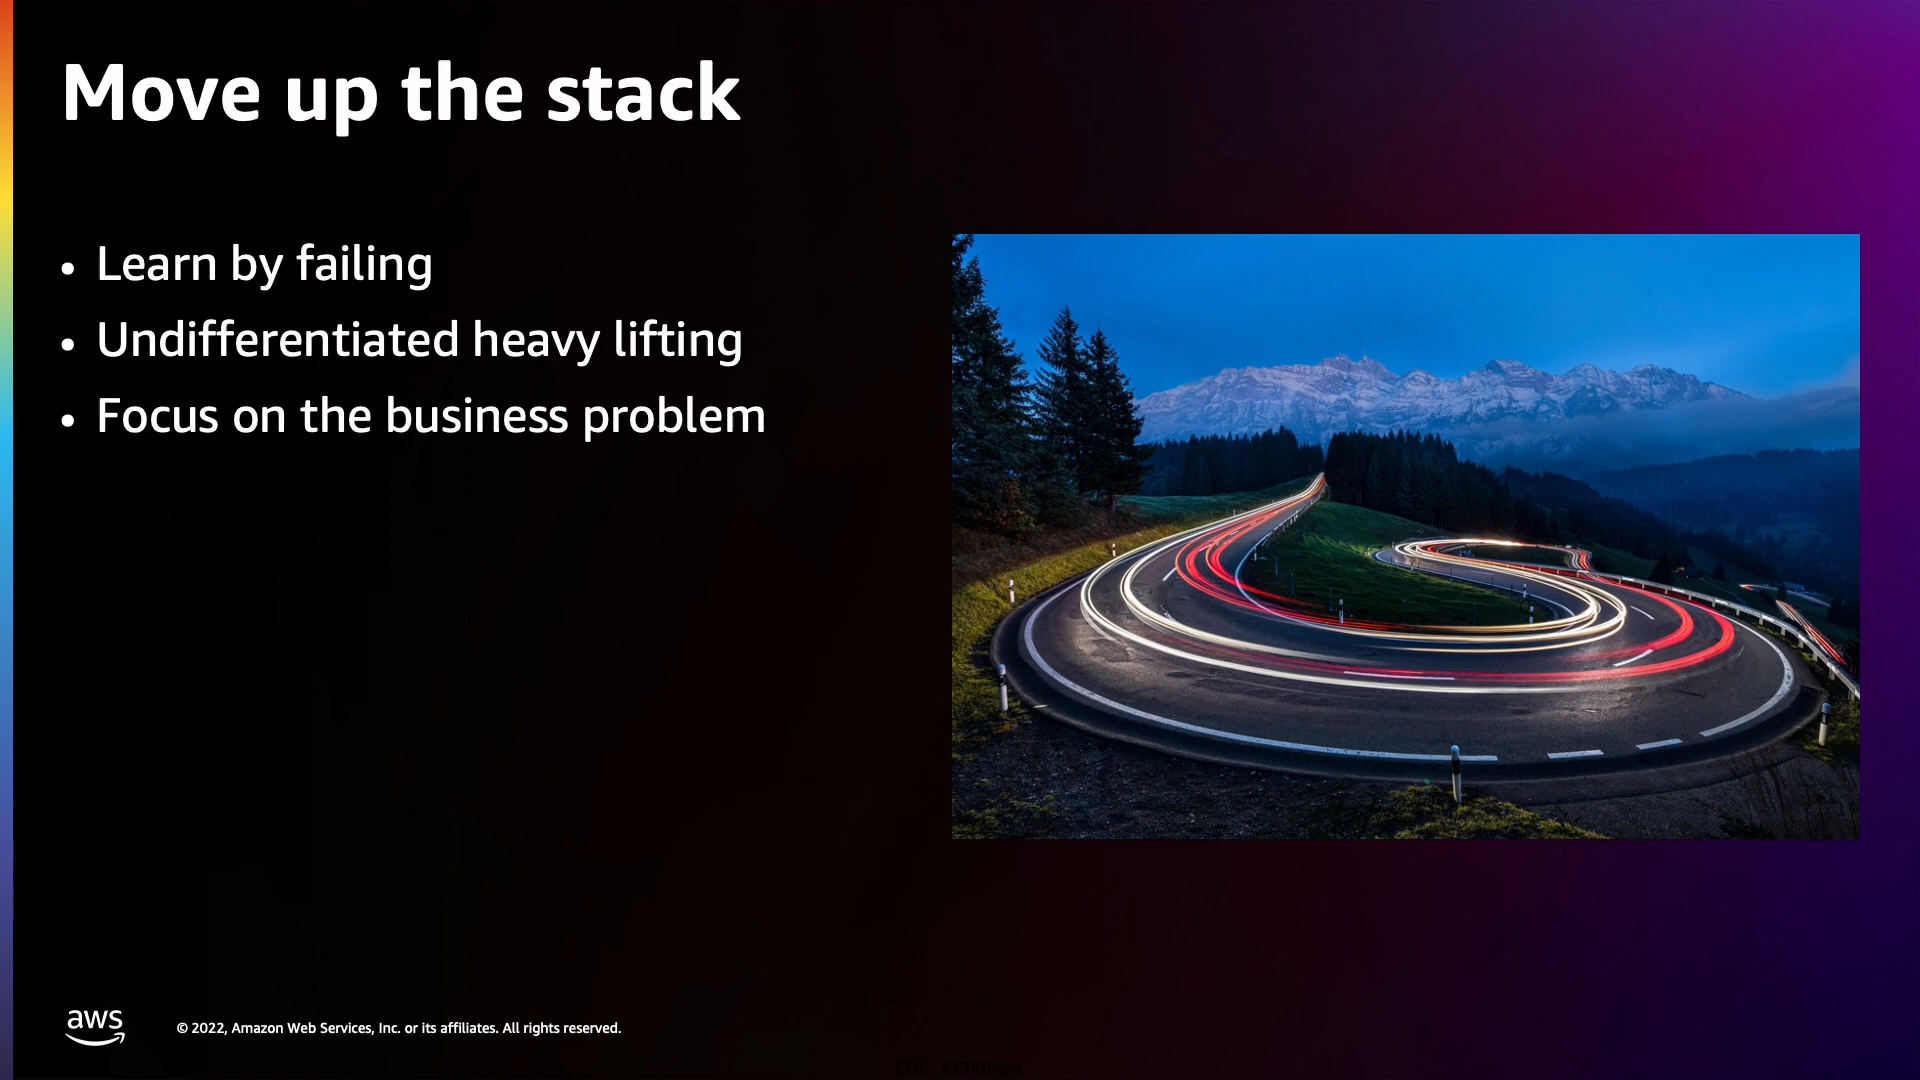 Move up the stack
• Learn by failing
• Undifferentiated heavy lifting
• Focus on the business problem
aws
© 2022, Amazon Web Services, Inc. or its affiliates. All rights reserved.